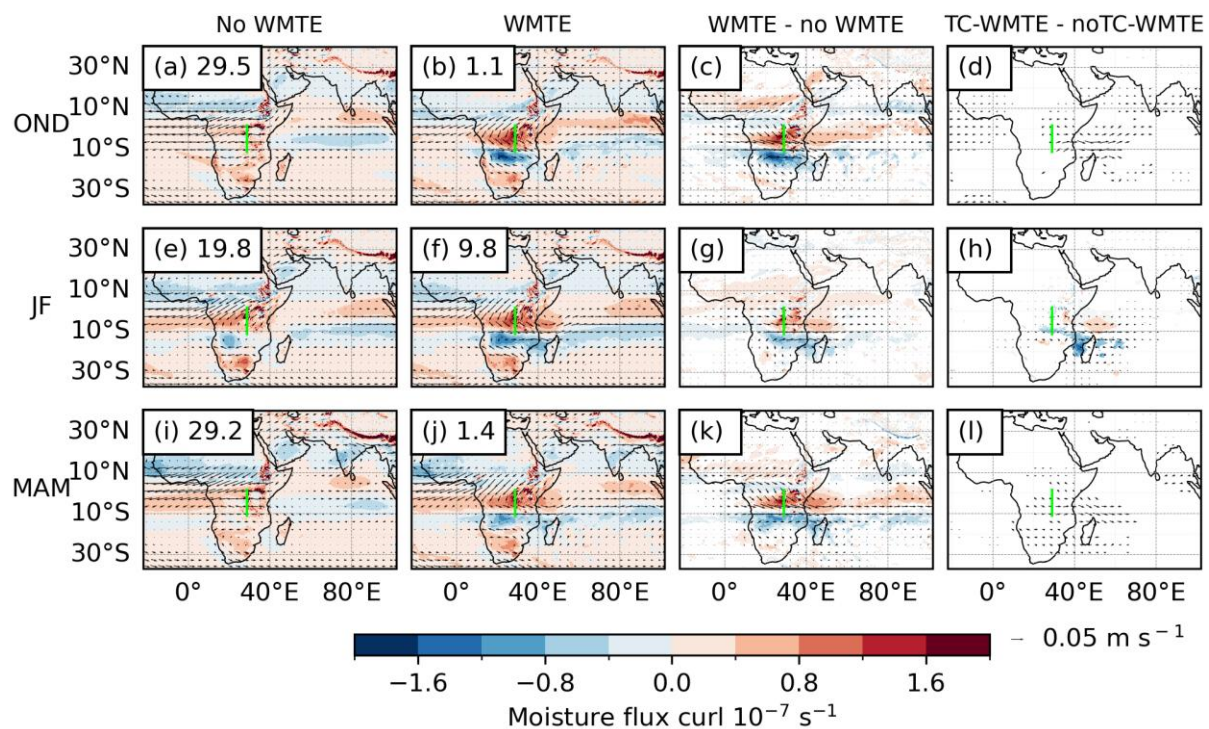 No WMTE WMTE WMTE - no WMTE TC-WMTE - noTC-WMTE
30°N (a) 29.5 (b) 1.1 (c) (d)
10°N
OND
10°S
30°S
30°N (e) 19.8 (f) 9.8 (g) (h)
10°N
JF
10°S
30°S
30°N (i) 29.2 (j) 1.4 (k) (l)
10°N
MAM
10°S
30°S
0° 40°E 80°E 0° 40°E 80°E 0° 40°E 80°E 0° 40°E 80°E
→ 0.05 m s⁻¹
−1.6 −0.8 0.0 0.8 1.6
Moisture flux curl 10⁻⁷ s⁻¹